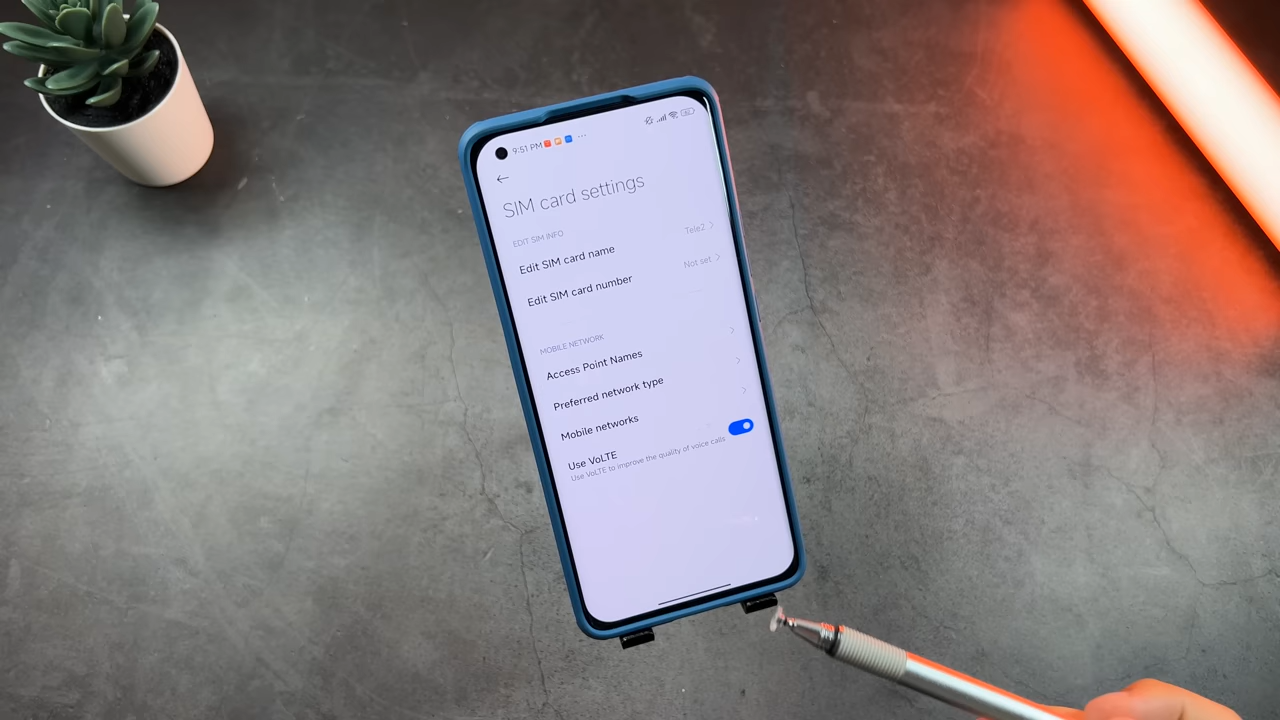 9:51 PM
SIM card settings
EDIT SIM INFO
Edit SIM card name Tele2
Edit SIM card number Not set
MOBILE NETWORK
Access Point Names
Preferred network type
Mobile networks
Use VoLTE
Use VoLTE to improve the quality of voice calls